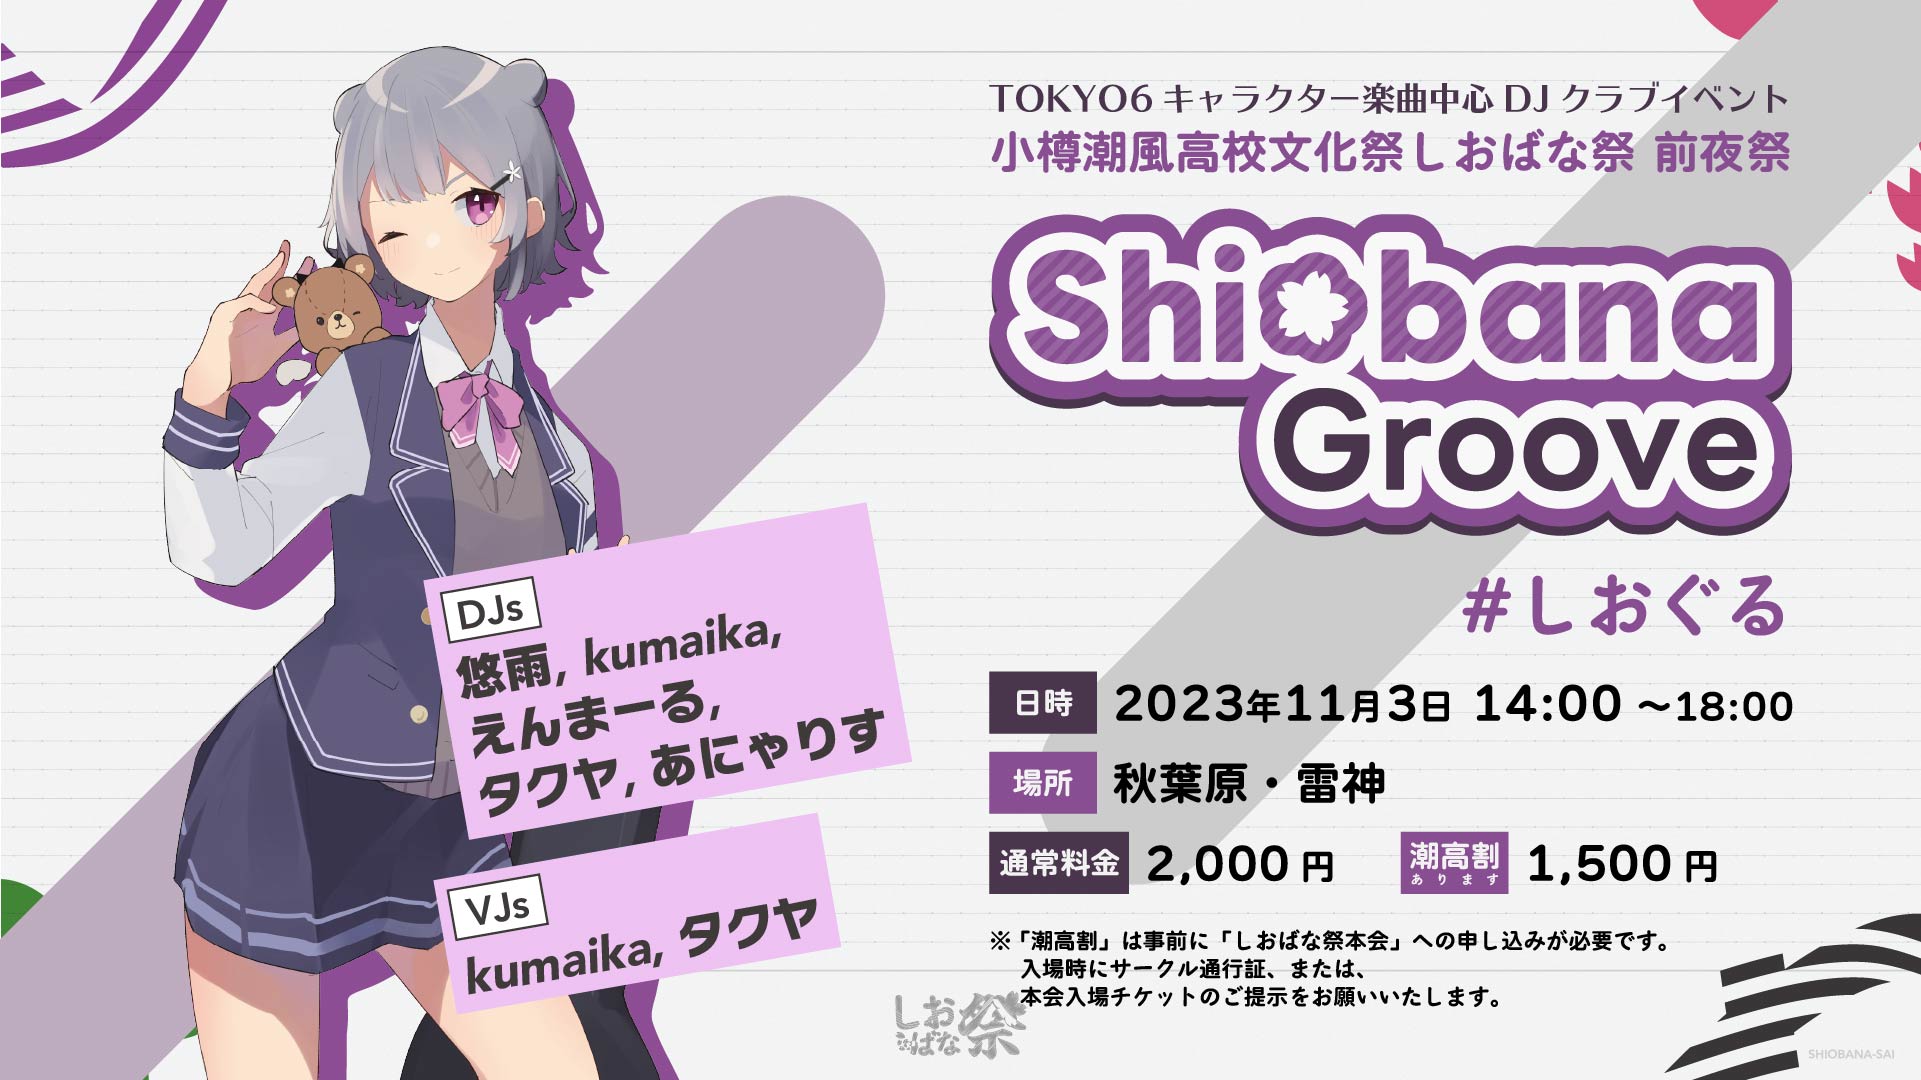 TOKYO6 キャラクター楽曲中心 DJ クラブイベント
小樽潮風高校文化祭しおばな祭 前夜祭
Shiobana
Groove
#しおぐる
DJs
悠雨, kumaika,
えんまーる,
タクヤ, あにゃりす
VJs
kumaika, タクヤ
日時 2023年11月3日 14:00 ～18:00
場所 秋葉原・雷神
通常料金 2,000 円
潮高割 1,500 円
あります
※「潮高割」は事前に「しおばな祭本会」への申し込みが必要です。
入場時にサークル通行証、または、
本会入場チケットのご提示をお願いいたします。
しおばな祭
SHIOBANA-SAI